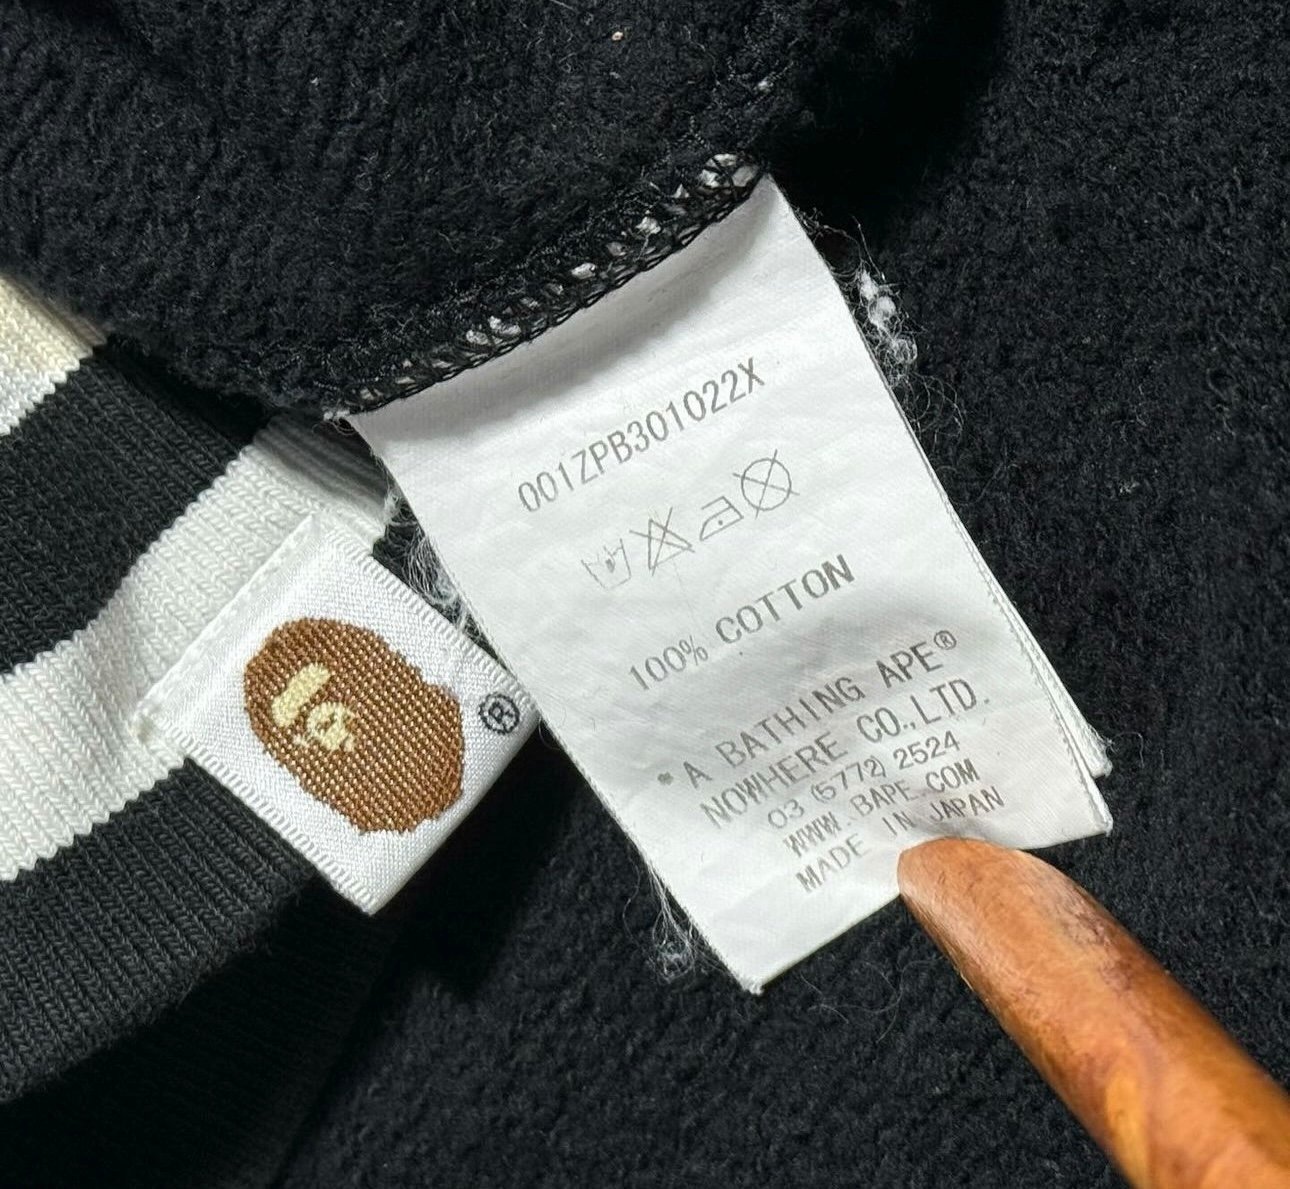 001ZPB301022X
100% COTTON
A BATHING APE®
NOWHERE CO.,LTD.
03 (5772) 2524
WWW.BAPE.COM
MADE IN JAPAN
®